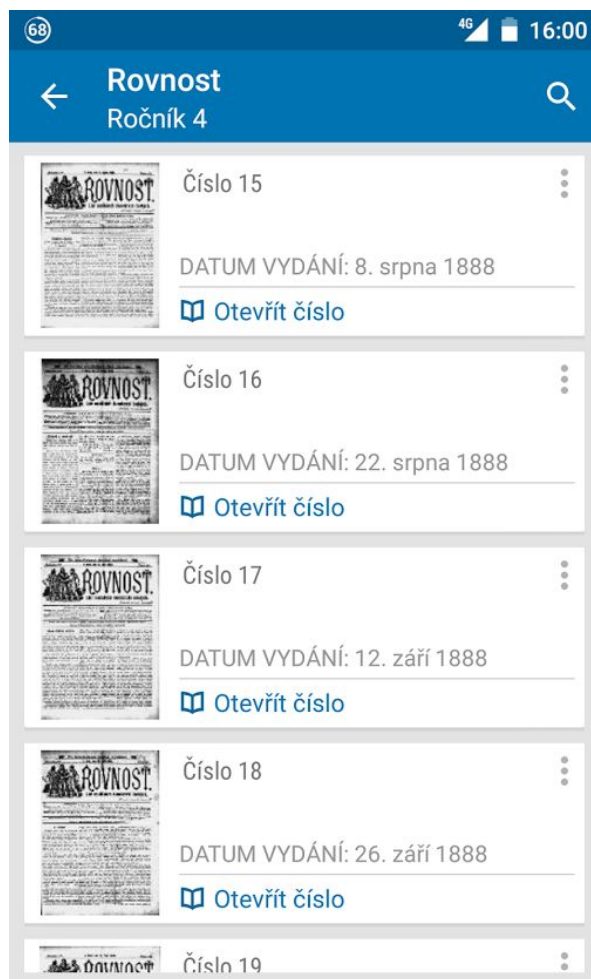 68
4G
16:00
Rovnost
Ročník 4
ROVNOST.
Číslo 15
DATUM VYDÁNÍ: 8. srpna 1888
Otevřít číslo
ROVNOST.
Číslo 16
DATUM VYDÁNÍ: 22. srpna 1888
Otevřít číslo
ROVNOST.
Číslo 17
DATUM VYDÁNÍ: 12. září 1888
Otevřít číslo
ROVNOST.
Číslo 18
DATUM VYDÁNÍ: 26. září 1888
Otevřít číslo
ROVNOST
Číslo 19